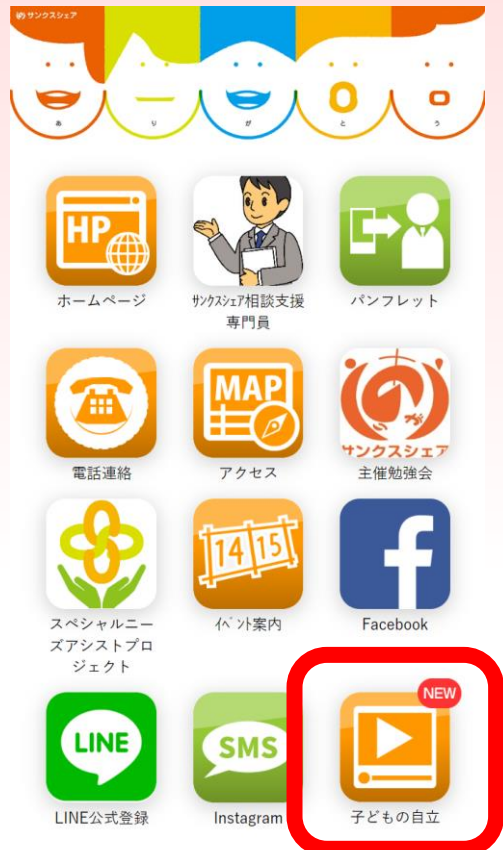 サンクスシェア
あ り が と う
HP
ホームページ
サンクスシェア相談支援
専門員
パンフレット
電話連絡
MAP
アクセス
サンクスシェア
主催勉強会
スペシャルニー
ズアシストプロ
ジェクト
14 15
イベント案内
f
Facebook
LINE
LINE公式登録
SMS
Instagram
NEW
子どもの自立